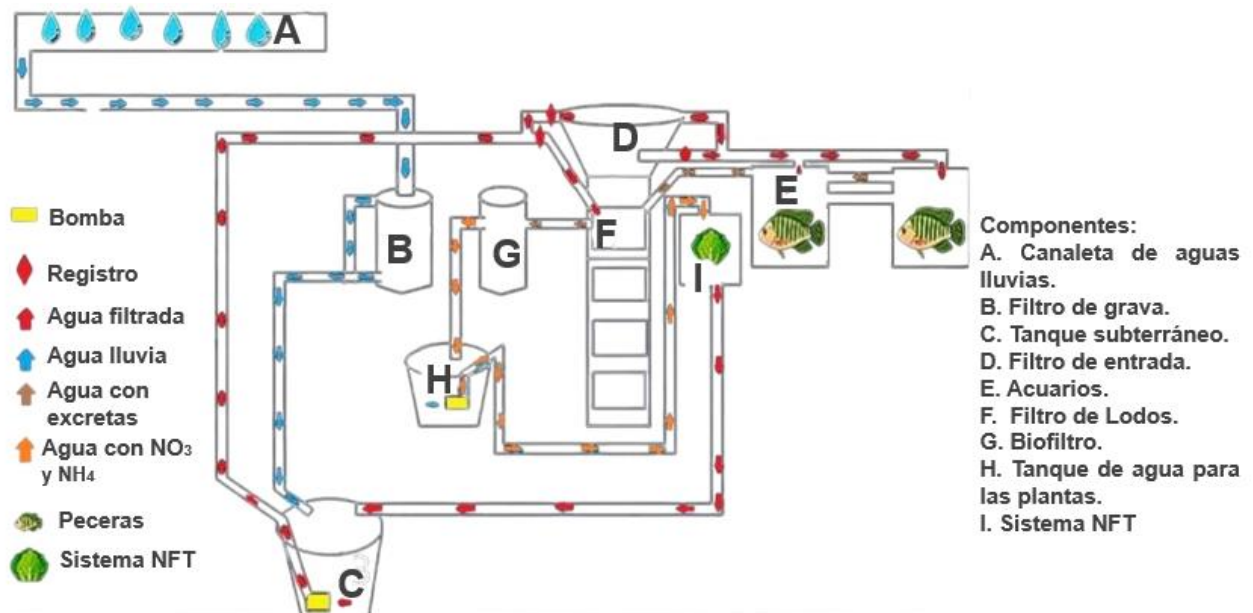 A
D
E
B
G
F
I
H
C
Bomba
Registro
Agua filtrada
Agua lluvia
Agua con
excretas
Agua con NO3
y NH4
Peceras
Sistema NFT
Componentes:
A. Canaleta de aguas
lluvias.
B. Filtro de grava.
C. Tanque subterráneo.
D. Filtro de entrada.
E. Acuarios.
F. Filtro de Lodos.
G. Biofiltro.
H. Tanque de agua para
las plantas.
I. Sistema NFT